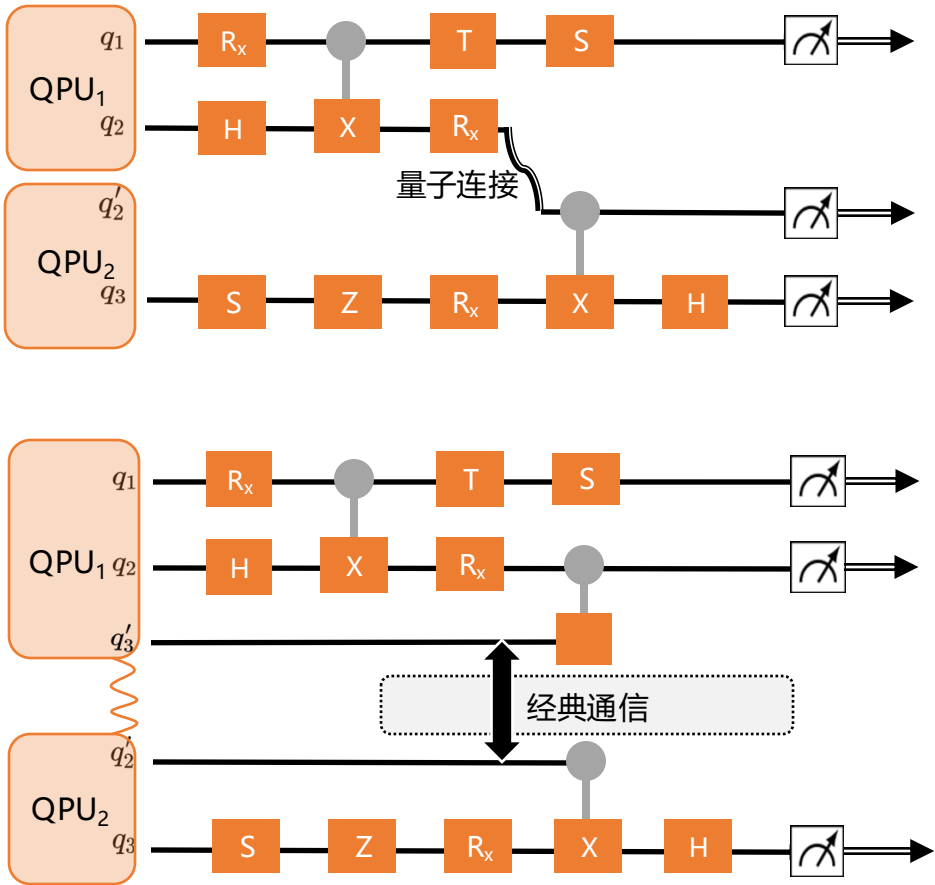 q₁ Rₓ T S
QPU₁
q₂ H X Rₓ
量子连接
q₂′
QPU₂
q₃ S Z Rₓ X H
q₁ Rₓ T S
QPU₁ q₂ H X Rₓ
q₃′
经典通信
q₂′
QPU₂
q₃ S Z Rₓ X H